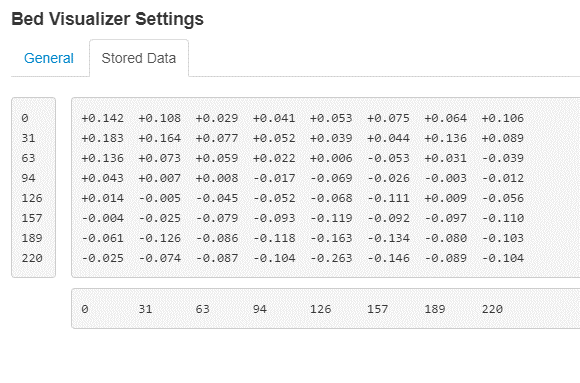 Bed Visualizer Settings
General Stored Data
0 +0.142 +0.108 +0.029 +0.041 +0.053 +0.075 +0.064 +0.106
31 +0.183 +0.164 +0.077 +0.052 +0.039 +0.044 +0.136 +0.089
63 +0.136 +0.073 +0.059 +0.022 +0.006 -0.053 +0.031 -0.039
94 +0.043 +0.007 +0.008 -0.017 -0.069 -0.026 -0.003 -0.012
126 +0.014 -0.005 -0.045 -0.052 -0.068 -0.111 +0.009 -0.056
157 -0.004 -0.025 -0.079 -0.093 -0.119 -0.092 -0.097 -0.110
189 -0.061 -0.126 -0.086 -0.118 -0.163 -0.134 -0.080 -0.103
220 -0.025 -0.074 -0.087 -0.104 -0.263 -0.146 -0.089 -0.104
0 31 63 94 126 157 189 220